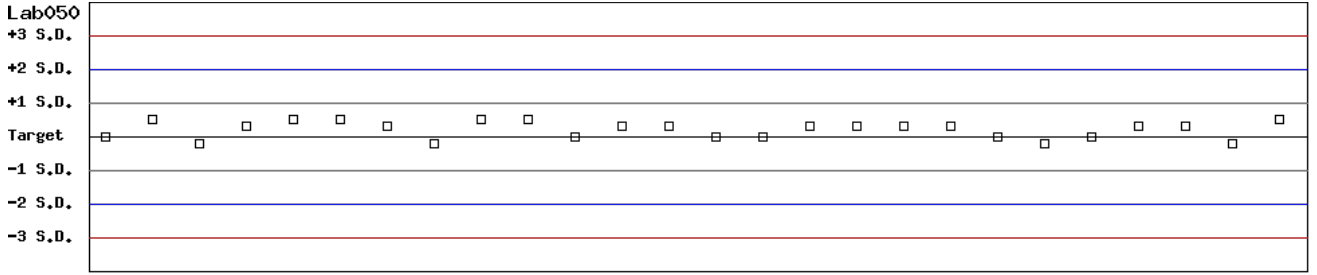 Lab050
+3 S.D.
+2 S.D.
+1 S.D.
Target
-1 S.D.
-2 S.D.
-3 S.D.